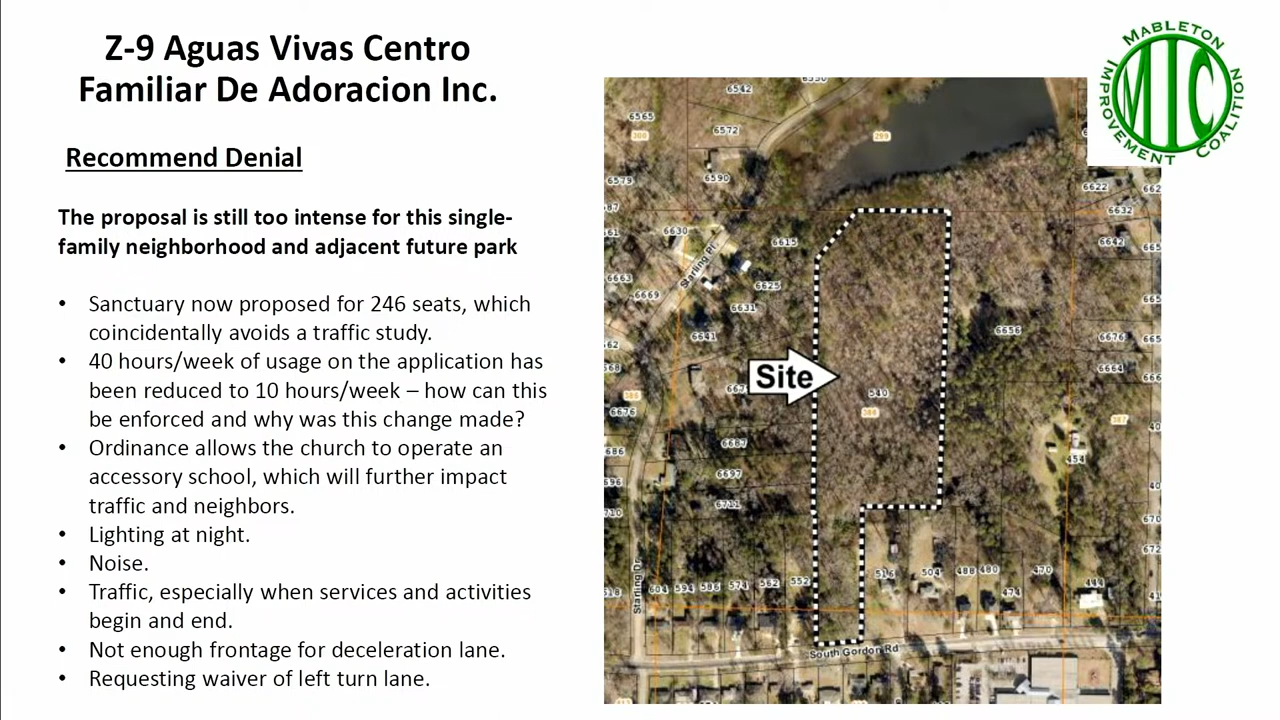 Z-9 Aguas Vivas Centro
Familiar De Adoracion Inc.
Recommend Denial
The proposal is still too intense for this single-
family neighborhood and adjacent future park
• Sanctuary now proposed for 246 seats, which
coincidentally avoids a traffic study.
• 40 hours/week of usage on the application has
been reduced to 10 hours/week – how can this
be enforced and why was this change made?
• Ordinance allows the church to operate an
accessory school, which will further impact
traffic and neighbors.
• Lighting at night.
• Noise.
• Traffic, especially when services and activities
begin and end.
• Not enough frontage for deceleration lane.
• Requesting waiver of left turn lane.
MABLETON
IMPROVEMENT COALITION
MIC
6542
6565
6572
299
6590
6579
6622
6632
6630
6615
6642
Starling Pl.
6663
6625
6669
6631
6656
6641
6676
6664
Site
540
388
6676
387
6687
454
6697
6711
516
504
488 480
470
444
604 594 586 574 562 552
474
Starling Dr.
South Gordon Rd